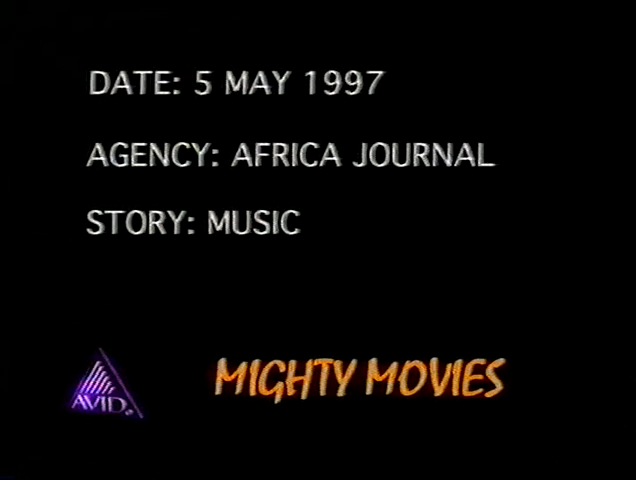 DATE: 5 MAY 1997
AGENCY: AFRICA JOURNAL
STORY: MUSIC
AVID
MIGHTY MOVIES